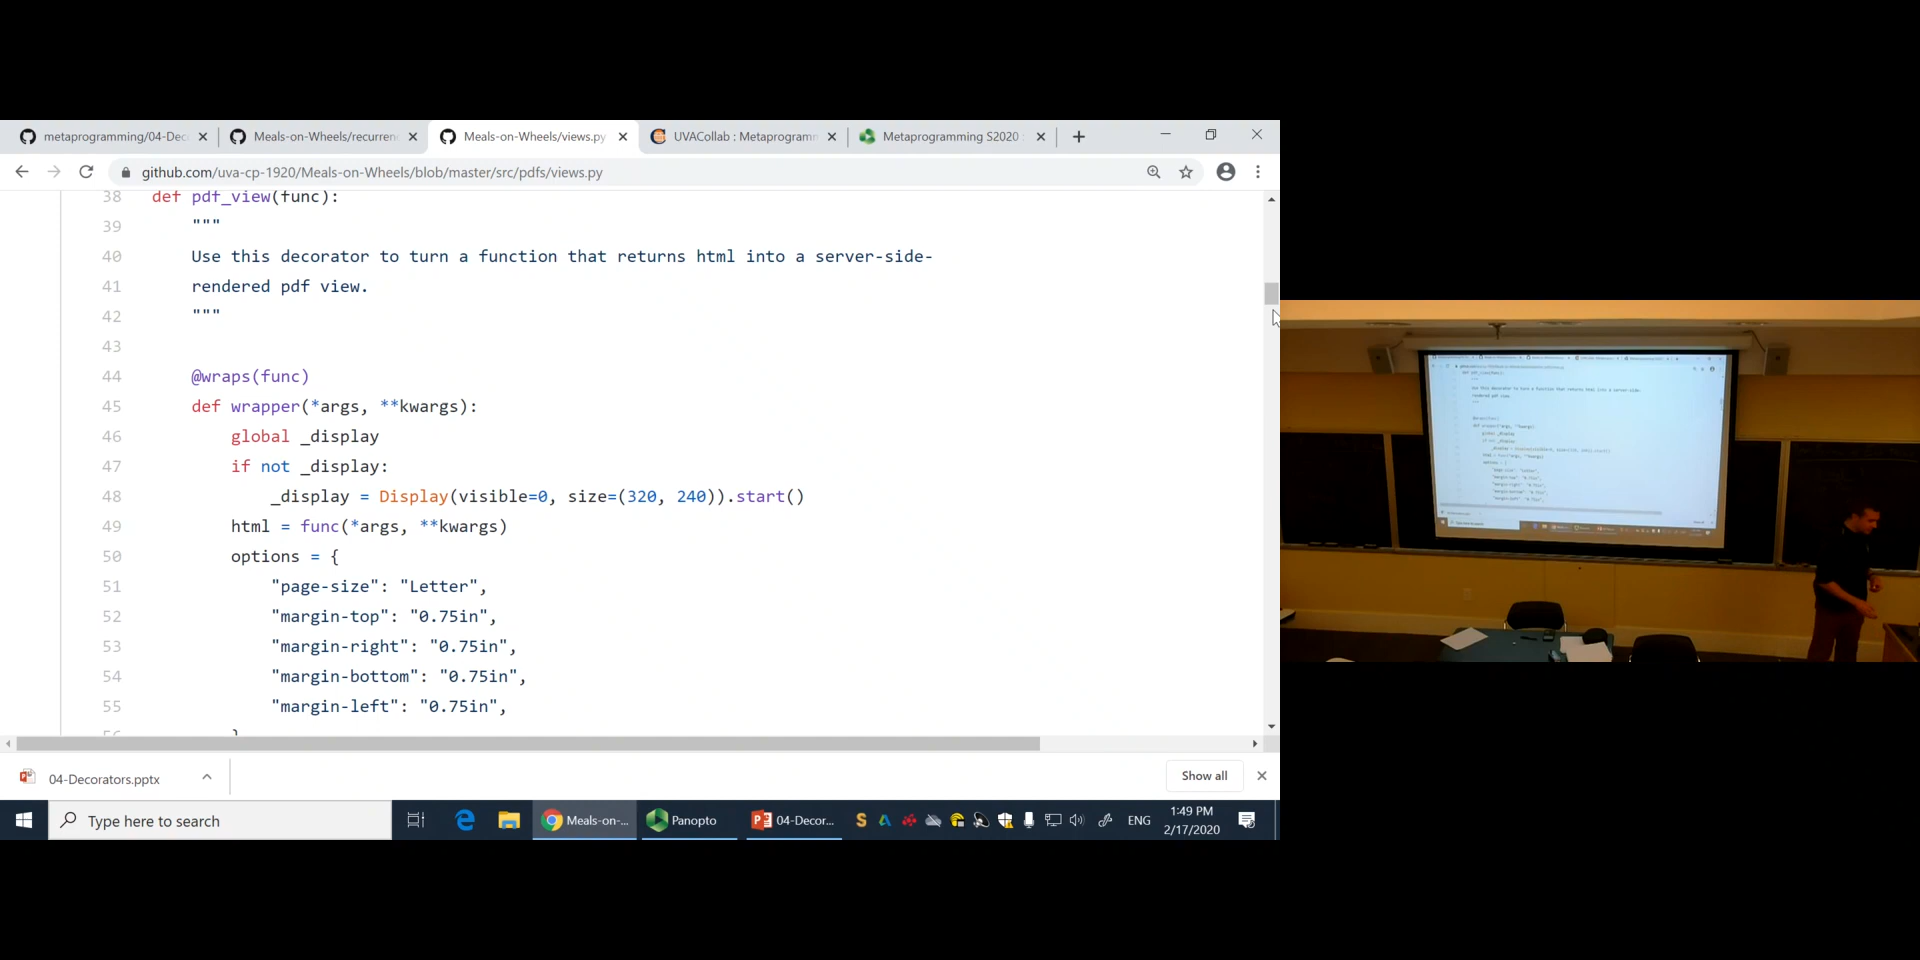 metaprogramming/04-Dec
Meals-on-Wheels/recurren
Meals-on-Wheels/views.py
UVACollab : Metaprogramm
Metaprogramming S2020 :
github.com/uva-cp-1920/Meals-on-Wheels/blob/master/src/pdfs/views.py
38 def pdf_view(func):
39 """
40 Use this decorator to turn a function that returns html into a server-side-
41 rendered pdf view.
42 """
43
44 @wraps(func)
45 def wrapper(*args, **kwargs):
46 global _display
47 if not _display:
48 _display = Display(visible=0, size=(320, 240)).start()
49 html = func(*args, **kwargs)
50 options = {
51 "page-size": "Letter",
52 "margin-top": "0.75in",
53 "margin-right": "0.75in",
54 "margin-bottom": "0.75in",
55 "margin-left": "0.75in",
56 }
04-Decorators.pptx
Show all
Type here to search
Meals-on-...
Panopto
04-Decor...
ENG
1:49 PM
2/17/2020